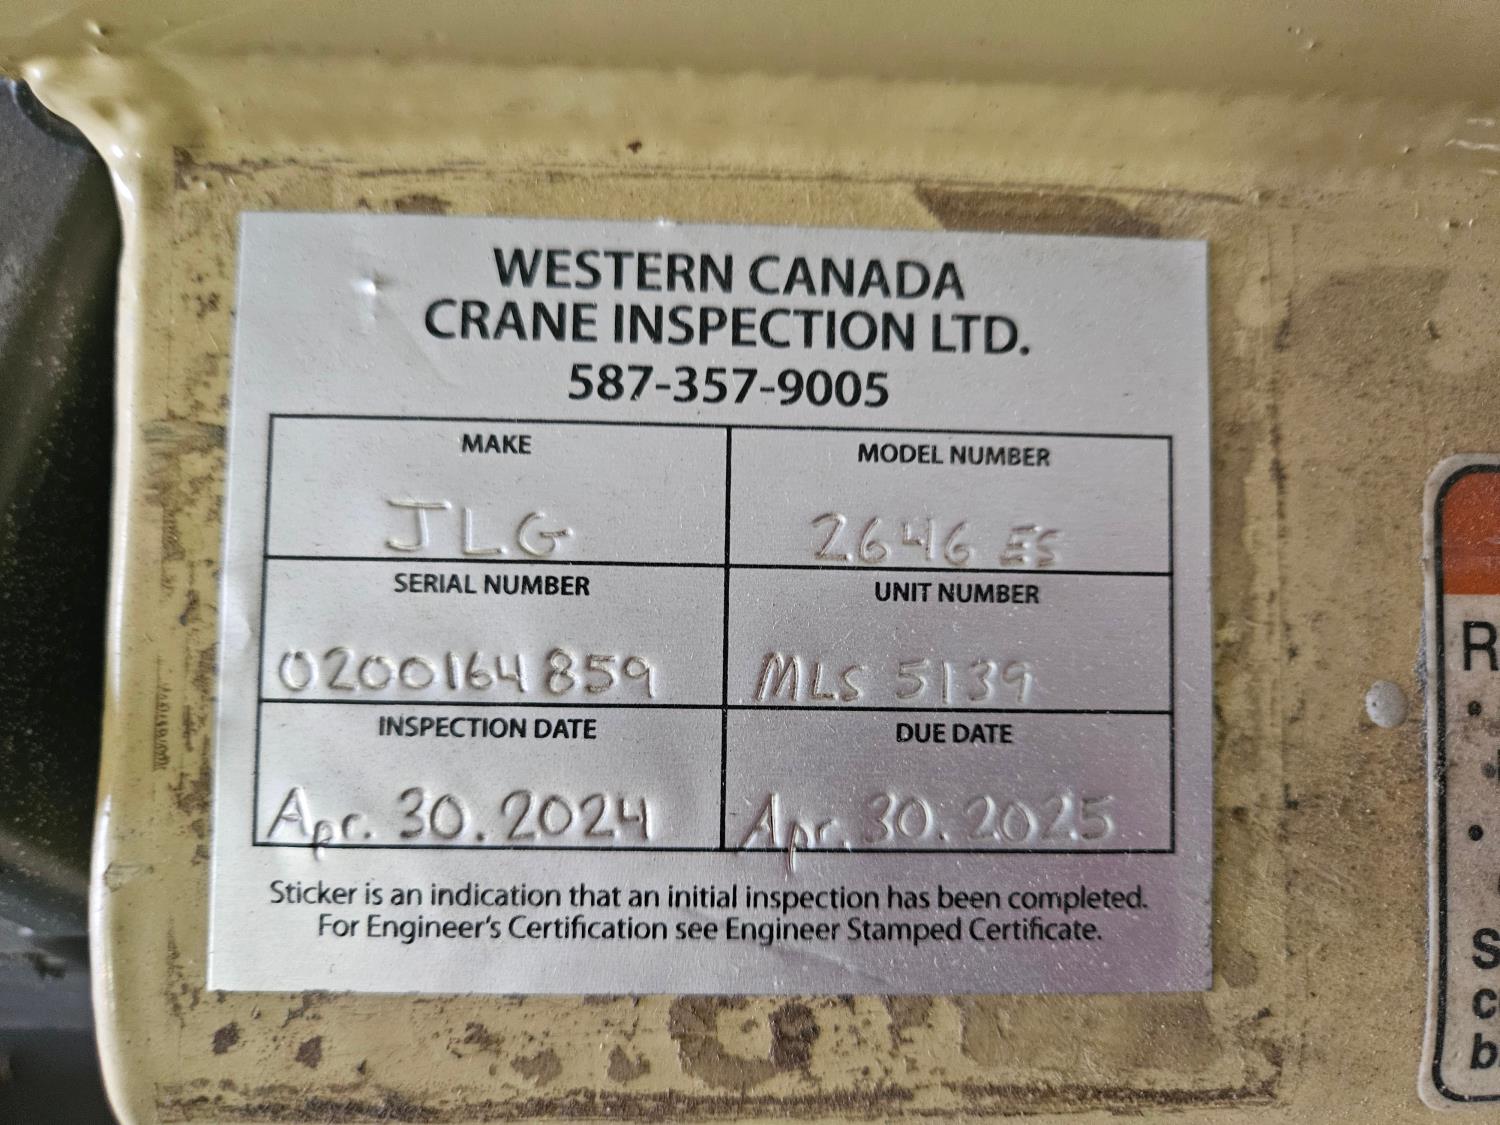 WESTERN CANADA
CRANE INSPECTION LTD.
587-357-9005
MAKE
JLG
MODEL NUMBER
2646 ES
SERIAL NUMBER
0200164859
UNIT NUMBER
MLS 5139
INSPECTION DATE
Apr. 30. 2024
DUE DATE
Apr. 30. 2025
Sticker is an indication that an initial inspection has been completed.
For Engineer's Certification see Engineer Stamped Certificate.
R
S
c
b